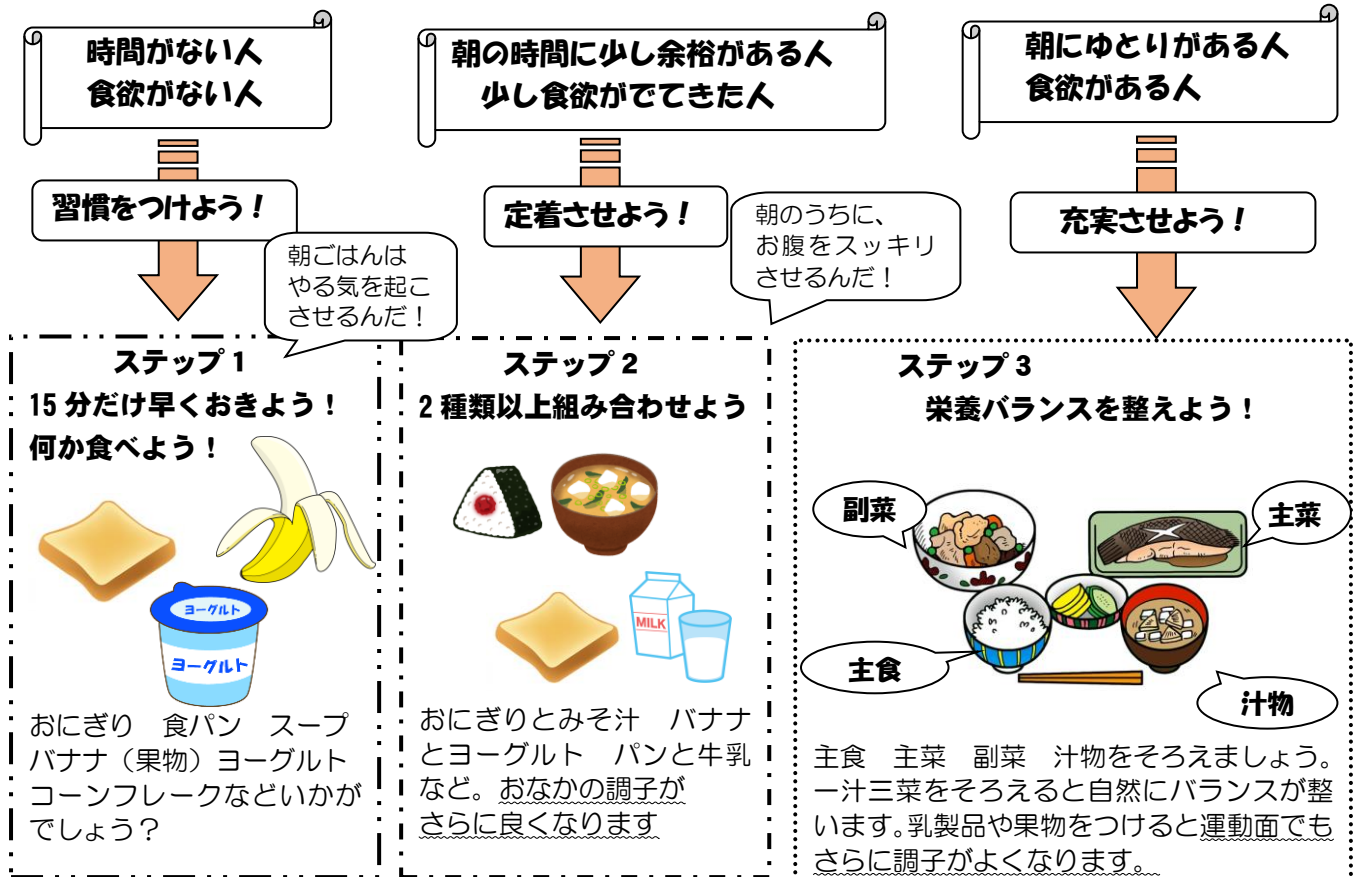 時間がない人
食欲がない人
習慣をつけよう！
朝ごはんは
やる気を起こ
させるんだ！
ステップ 1
15 分だけ早くおきよう！
何か食べよう！
ヨーグルト
ヨーグルト
おにぎり　食パン　スープ
バナナ（果物）ヨーグルト
コーンフレークなどいかが
でしょう？
朝の時間に少し余裕がある人
少し食欲がでてきた人
定着させよう！
朝のうちに、
お腹をスッキリ
させるんだ！
ステップ 2
2 種類以上組み合わせよう
MILK
おにぎりとみそ汁　バナナ
とヨーグルト　パンと牛乳
など。おなかの調子が
さらに良くなります
朝にゆとりがある人
食欲がある人
充実させよう！
ステップ 3
栄養バランスを整えよう！
副菜
主菜
主食
汁物
主食　主菜　副菜　汁物をそろえましょう。
一汁三菜をそろえると自然にバランスが整
います。乳製品や果物をつけると運動面でも
さらに調子がよくなります。